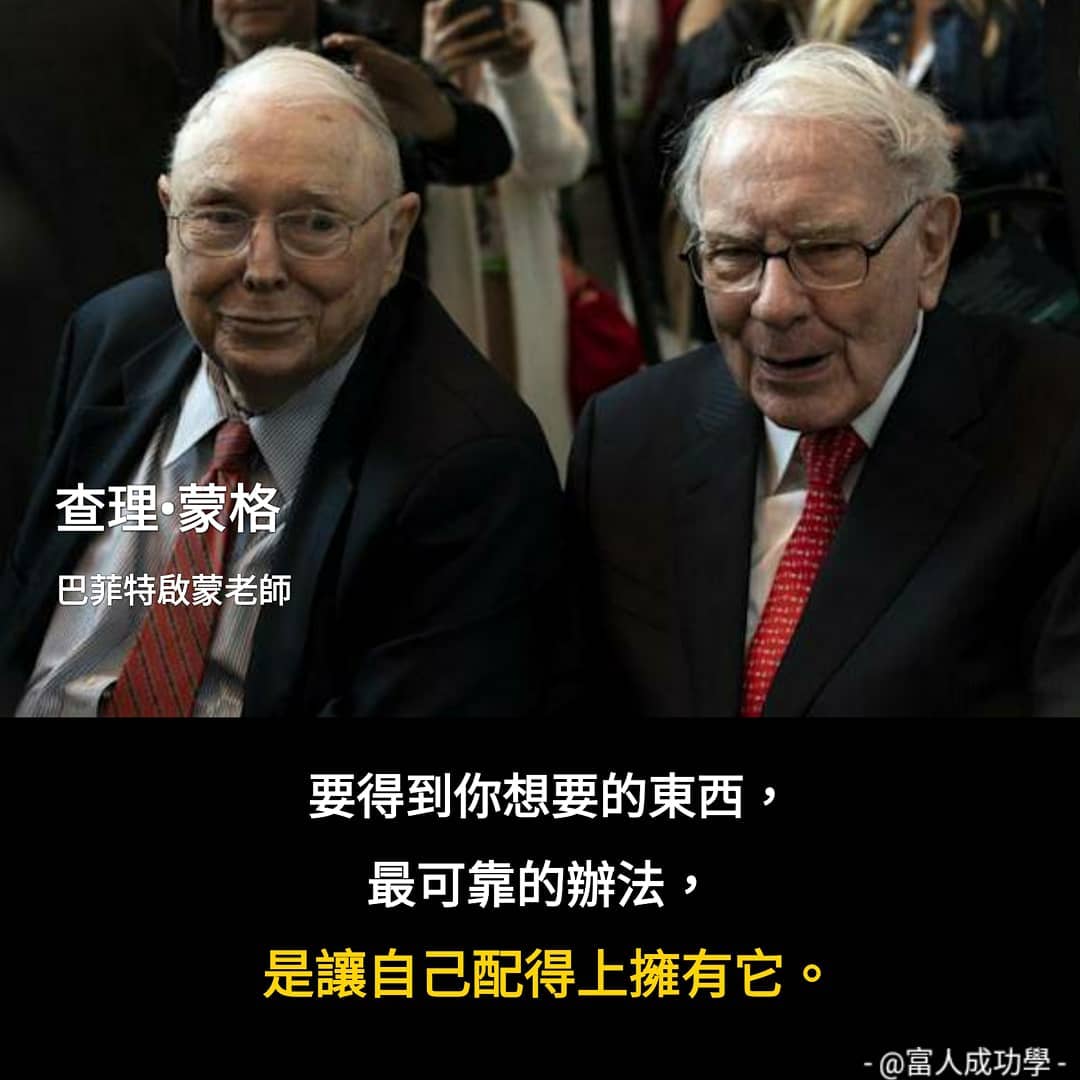 查理•蒙格
巴菲特啟蒙老師
要得到你想要的東西，
最可靠的辦法，
是讓自己配得上擁有它。
- @富人成功學 -